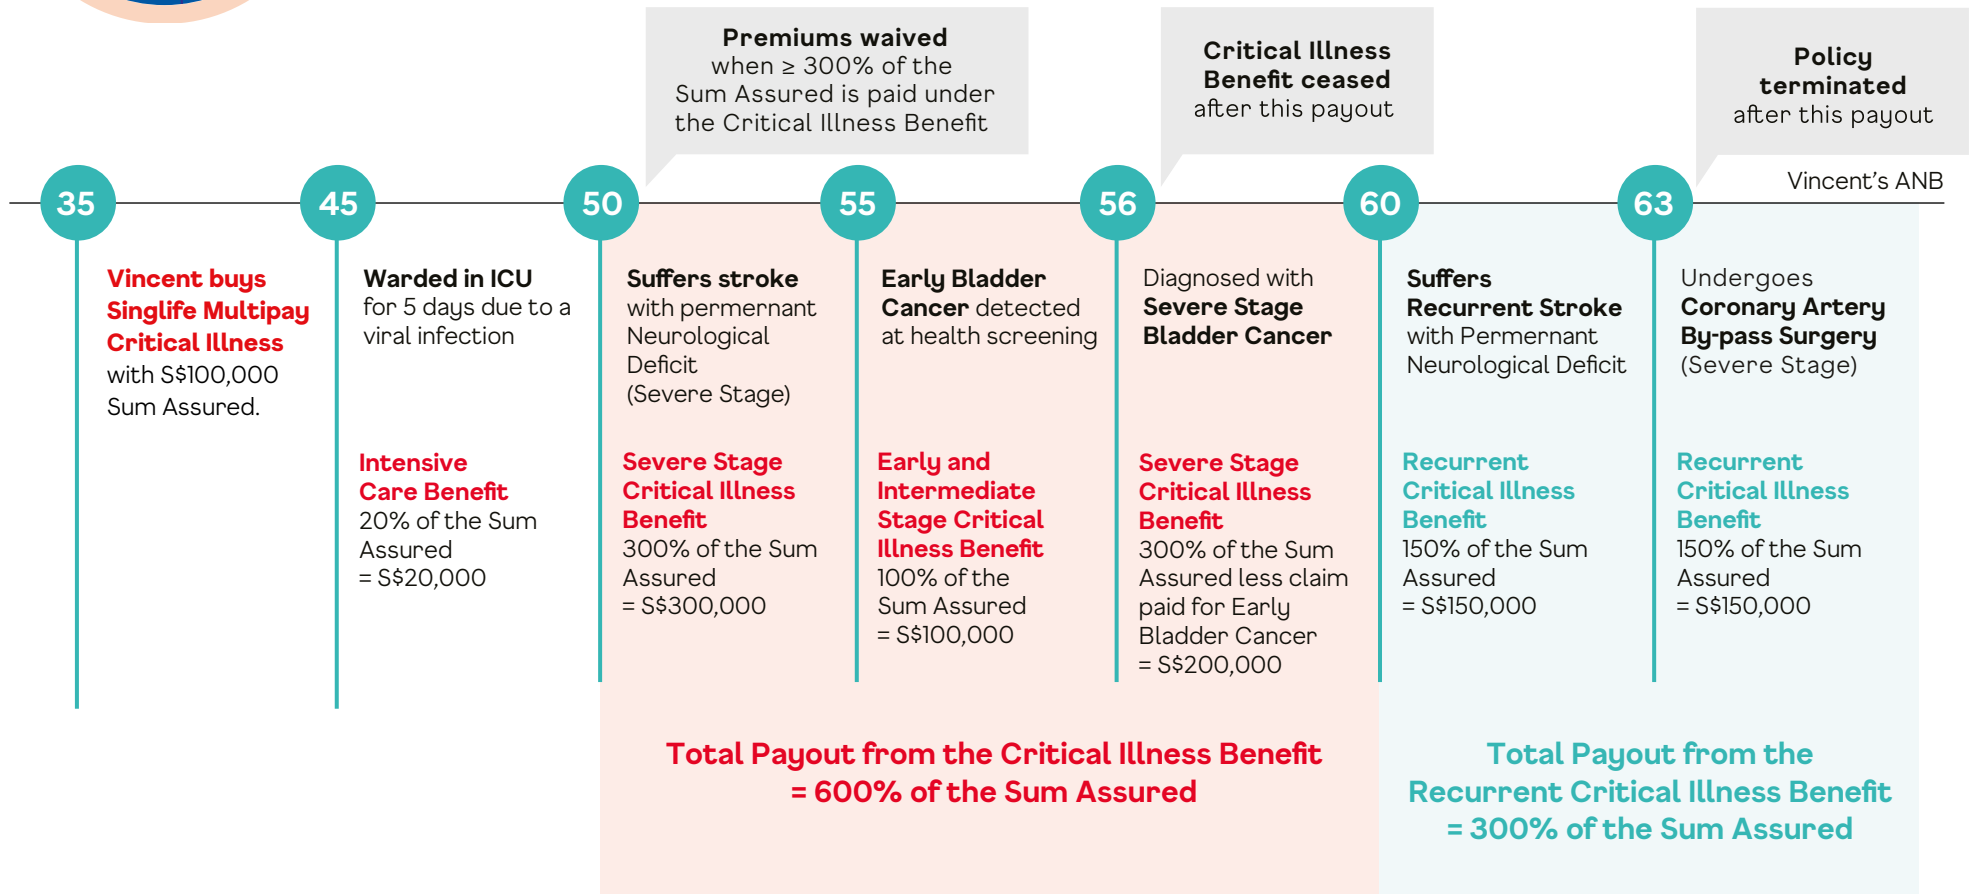 Premiums waived
when ≥ 300% of the
Sum Assured is paid under
the Critical Illness Benefit
Critical Illness
Benefit ceased
after this payout
Policy
terminated
after this payout
Vincent’s ANB
35
45
50
55
56
60
63
Vincent buys
Singlife Multipay
Critical Illness
with S$100,000
Sum Assured.
Warded in ICU
for 5 days due to a
viral infection
Intensive
Care Benefit
20% of the Sum
Assured
= S$20,000
Suffers stroke
with permernant
Neurological
Deficit
(Severe Stage)
Severe Stage
Critical Illness
Benefit
300% of the Sum
Assured
= S$300,000
Early Bladder
Cancer detected
at health screening
Early and
Intermediate
Stage Critical
Illness Benefit
100% of the
Sum Assured
= S$100,000
Diagnosed with
Severe Stage
Bladder Cancer
Severe Stage
Critical Illness
Benefit
300% of the Sum
Assured less claim
paid for Early
Bladder Cancer
= S$200,000
Suffers
Recurrent Stroke
with Permernant
Neurological Deficit
Recurrent
Critical Illness
Benefit
150% of the Sum
Assured
= S$150,000
Undergoes
Coronary Artery
By-pass Surgery
(Severe Stage)
Recurrent
Critical Illness
Benefit
150% of the Sum
Assured
= S$150,000
Total Payout from the Critical Illness Benefit
= 600% of the Sum Assured
Total Payout from the
Recurrent Critical Illness Benefit
= 300% of the Sum Assured